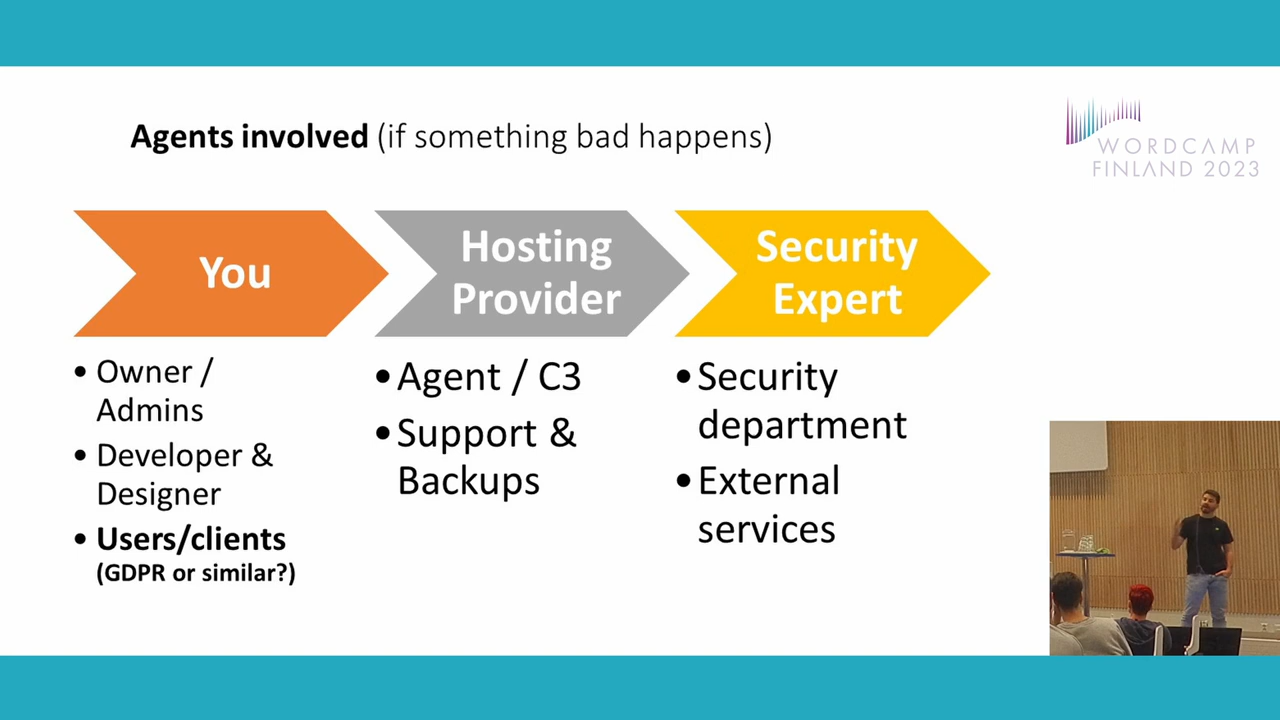 Agents involved (if something bad happens)
WORDCAMP
FINLAND 2023
You
Hosting
Provider
Security
Expert
• Owner /
Admins
• Developer &
Designer
• Users/clients
(GDPR or similar?)
• Agent / C3
• Support &
Backups
• Security
department
• External
services